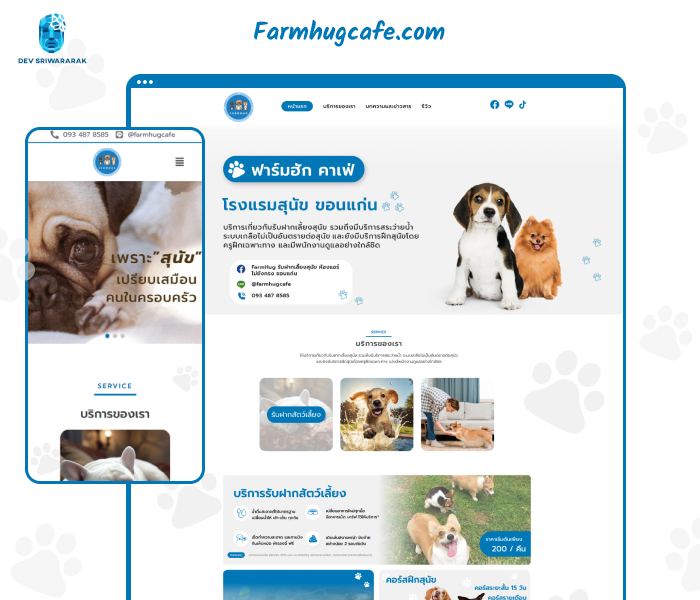 Farmhugcafe.com
DEV SRIWARARAK
หน้าแรก บริการของเรา บทความและข่าวสาร รีวิว
093 487 8585 @farmhugcafe
เพราะ"สุนัข"
เปรียบเสมือน
คนในครอบครัว
SERVICE
บริการของเรา
ฟาร์มฮัก คาเฟ่
โรงแรมสุนัข ขอนแก่น
บริการเกี่ยวกับรับฝากเลี้ยงสุนัข รวมถึงมีบริการสระว่ายน้ำ
ระบบเกลือไม่เป็นอันตรายต่อสุนัข และยังมีบริการฝึกสุนัขโดย
ครูฝึกเฉพาะทาง และมีพนักงานดูแลอย่างใกล้ชิด
FarmHug รับฝากเลี้ยงสุนัข ห้องแอร์
ไม่ขังกรง ขอนแก่น
@farmhugcafe
093 487 8585
SERVICE
บริการของเรา
รับฝากสัตว์เลี้ยง
บริการรับฝากสัตว์เลี้ยง
ราคาเริ่มต้นเพียง
200 / คืน
คอร์สฝึกสุนัข
คอร์สระยะสั้น 15 วัน
คอร์สรายเดือน